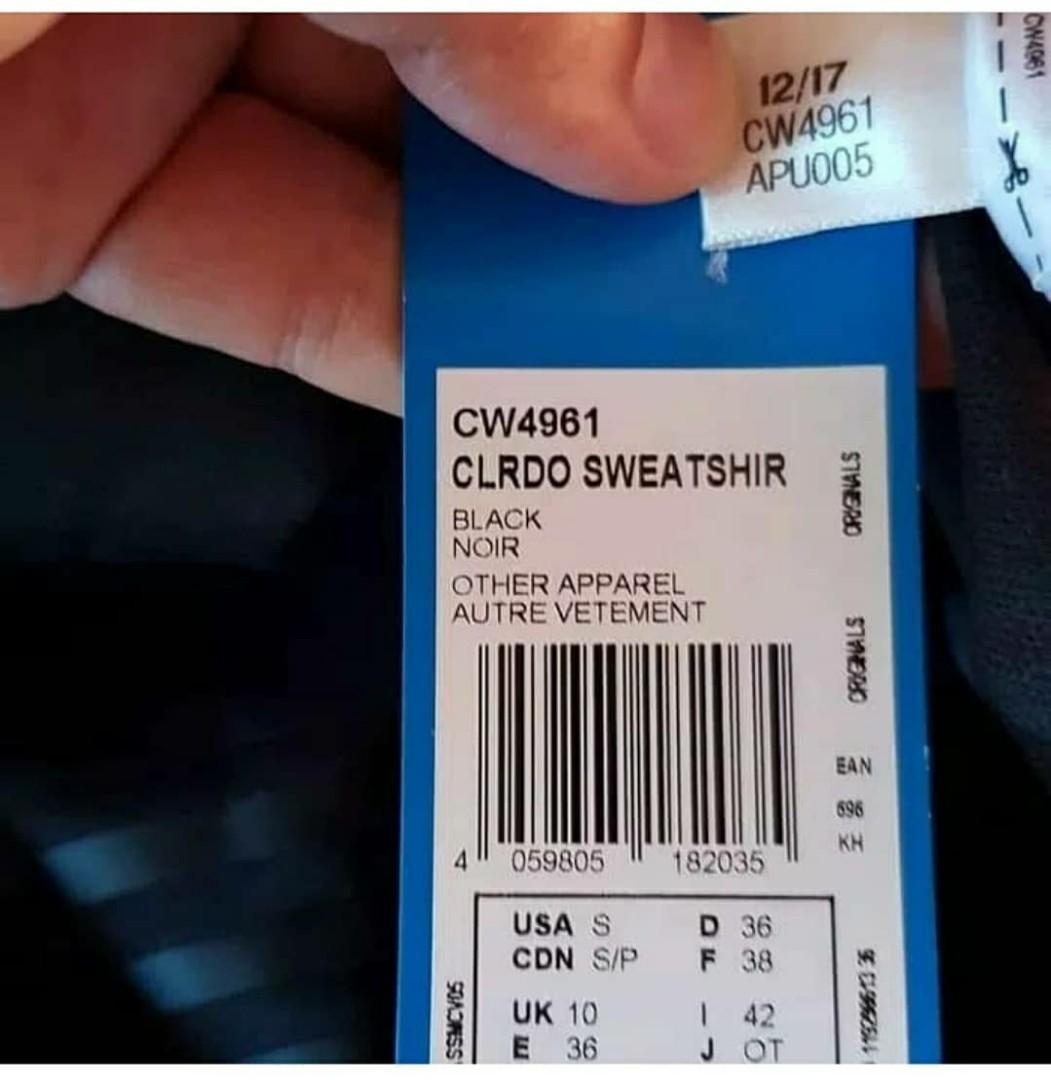 12/17
CW4961
APU005
CW4961
CW4961
CLRDO SWEATSHIR
BLACK
NOIR
OTHER APPAREL
AUTRE VETEMENT
ORIGINALS
ORIGINALS
EAN
696
KH
4 059805 182035
USA S D 36
CDN S/P F 38
UK 10 I 42
E 36 J OT